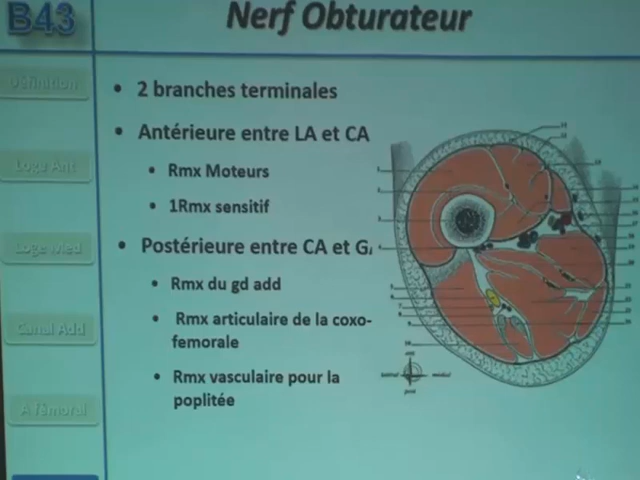 B43
Nerf Obturateur
Définition
Loge Ant
Loge Med
Canal Add
A fémoral
• 2 branches terminales
• Antérieure entre LA et CA
• Rmx Moteurs
• 1Rmx sensitif
• Postérieure entre CA et GA
• Rmx du gd add
• Rmx articulaire de la coxo-
femorale
• Rmx vasculaire pour la
poplitée